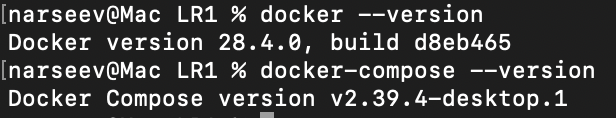 [narseev@Mac LR1 % docker --version
Docker version 28.4.0, build d8eb465
[narseev@Mac LR1 % docker-compose --version
Docker Compose version v2.39.4-desktop.1